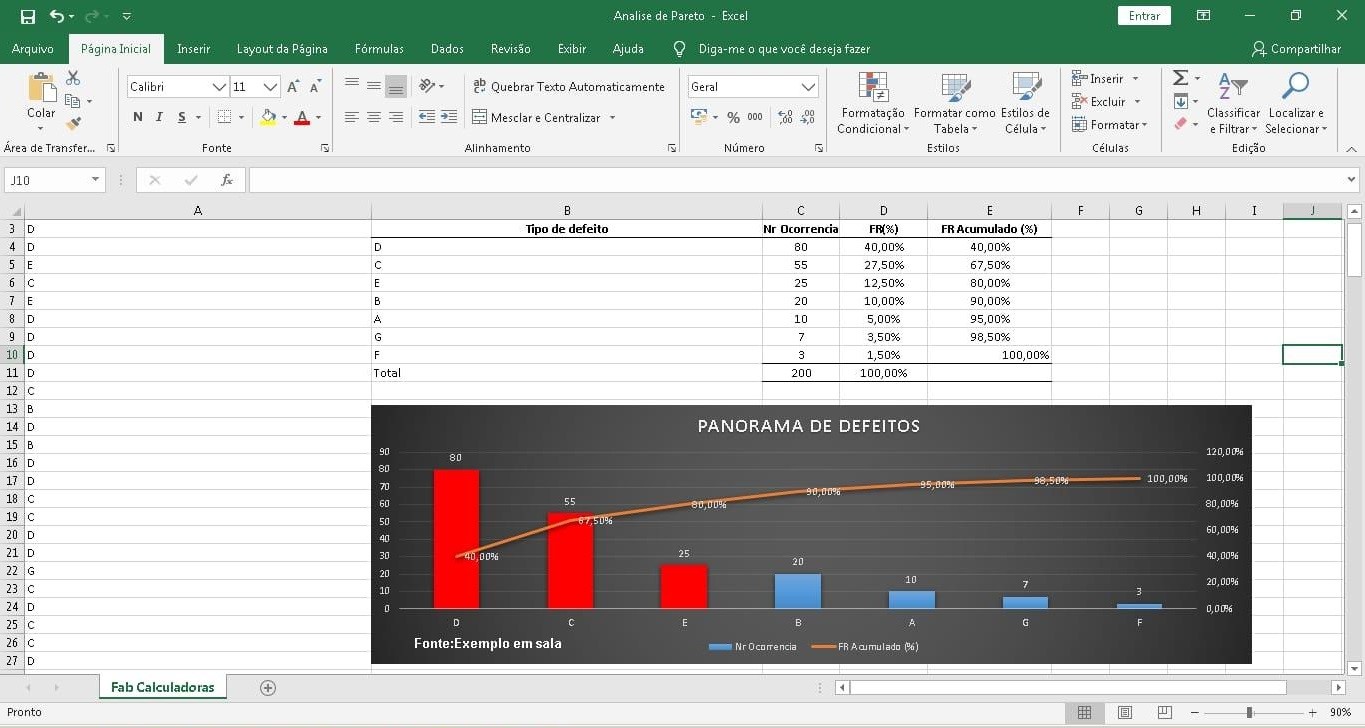 Analise de Pareto - Excel
Entrar
Arquivo Página Inicial Inserir Layout da Página Fórmulas Dados Revisão Exibir Ajuda Diga-me o que você deseja fazer Compartilhar
Calibri 11 Quebrar Texto Automaticamente Geral Inserir
Colar Formatação Condicional Formatar como Tabela Estilos de Célula Excluir Classificar e Filtrar Localizar e Selecionar
N I S Mesclar e Centralizar % 000 Formatar
Área de Transfer... Fonte Alinhamento Número Estilos Células Edição
J10 fx
A B C D E F G H I J
3 D Tipo de defeito Nr Ocorrencia FR(%) FR Acumulado (%)
4 D D 80 40,00% 40,00%
5 E C 55 27,50% 67,50%
6 C E 25 12,50% 80,00%
7 E B 20 10,00% 90,00%
8 D A 10 5,00% 95,00%
9 D G 7 3,50% 98,50%
10 D F 3 1,50% 100,00%
11 D Total 200 100,00%
12 C
13 B
14 D
15 B
16 D
17 D
18 C
19 C
20 D
21 D
22 G
23 C
24 D
25 C
26 C
27 D
PANORAMA DE DEFEITOS
90
80
70
60
50
40
30
20
10
0
80
55
25
20
10
7
3
40,00%
67,50%
80,00%
90,00%
95,00%
98,50%
100,00%
120,00%
100,00%
80,00%
60,00%
40,00%
20,00%
0,00%
D C E B A G F
Fonte:Exemplo em sala
Nr Ocorrencia FR Acumulado (%)
Fab Calculadoras
Pronto
90%